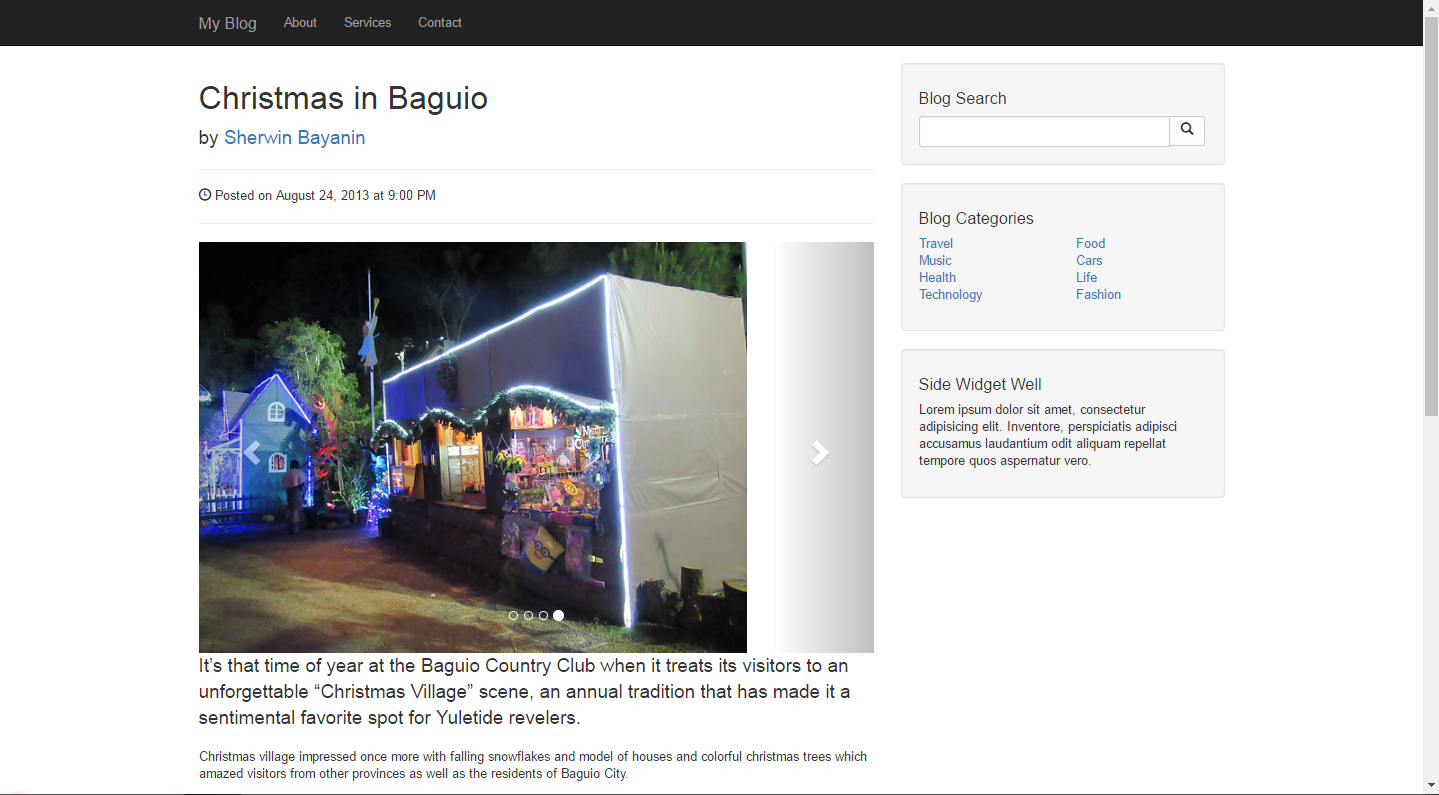 My Blog About Services Contact
Christmas in Baguio
by Sherwin Bayanin
Posted on August 24, 2013 at 9:00 PM
It’s that time of year at the Baguio Country Club when it treats its visitors to an
unforgettable “Christmas Village” scene, an annual tradition that has made it a
sentimental favorite spot for Yuletide revelers.
Christmas village impressed once more with falling snowflakes and model of houses and colorful christmas trees which
amazed visitors from other provinces as well as the residents of Baguio City.
Blog Search
Blog Categories
Travel Food
Music Cars
Health Life
Technology Fashion
Side Widget Well
Lorem ipsum dolor sit amet, consectetur
adipisicing elit. Inventore, perspiciatis adipisci
accusamus laudantium odit aliquam repellat
tempore quos aspernatur vero.